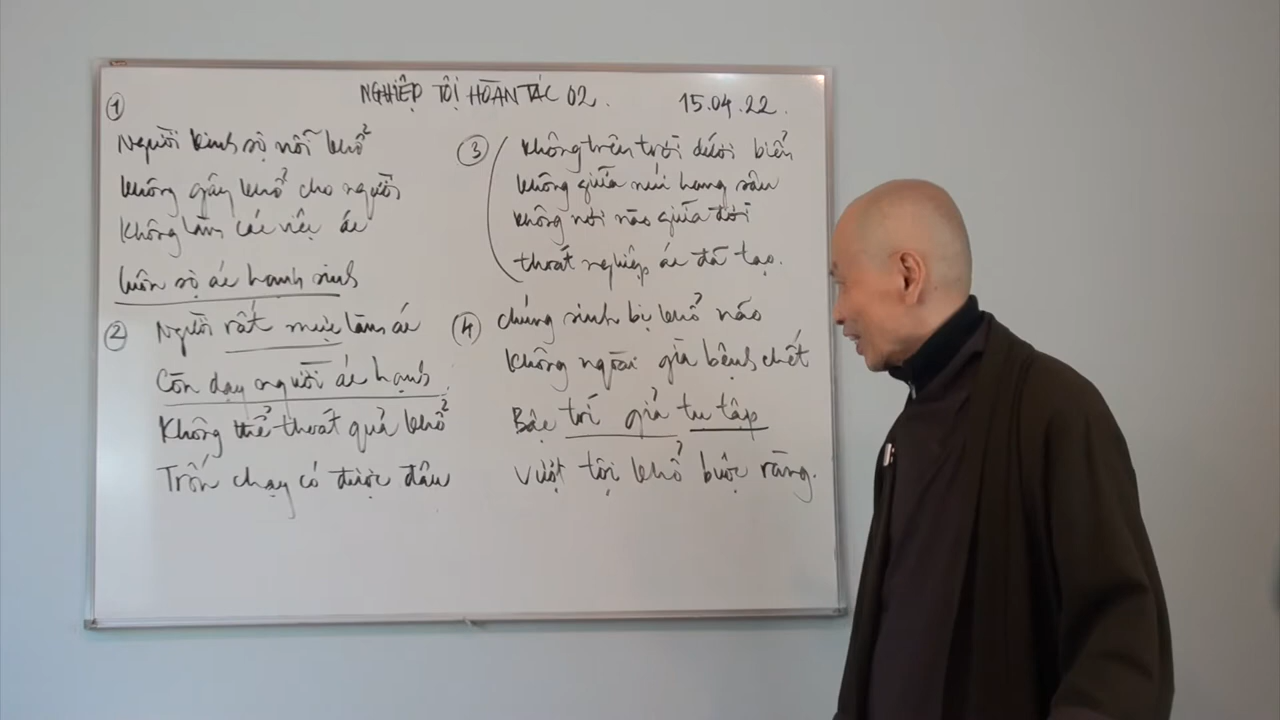 NGHIỆP TỘI HOÀN TÁC 02. 15.04.22.
1
Người kinh sợ nỗi khổ
không gây khổ cho người
Không làm các việc ác
luôn sợ ác hạnh sinh
2
Người rất mực làm ác
Còn dạy người ác hạnh
Không thể thoát quả khổ
Trốn chạy có được đâu
3
Không trên trời dưới biển
không giữa núi hang sâu
không nơi nào giữa đời
thoát nghiệp ác đã tạo.
4
chúng sinh bị khổ não
Không ngoài già bệnh chết
Bậc trí giả tu tập
Vượt tội khổ buộc ràng.